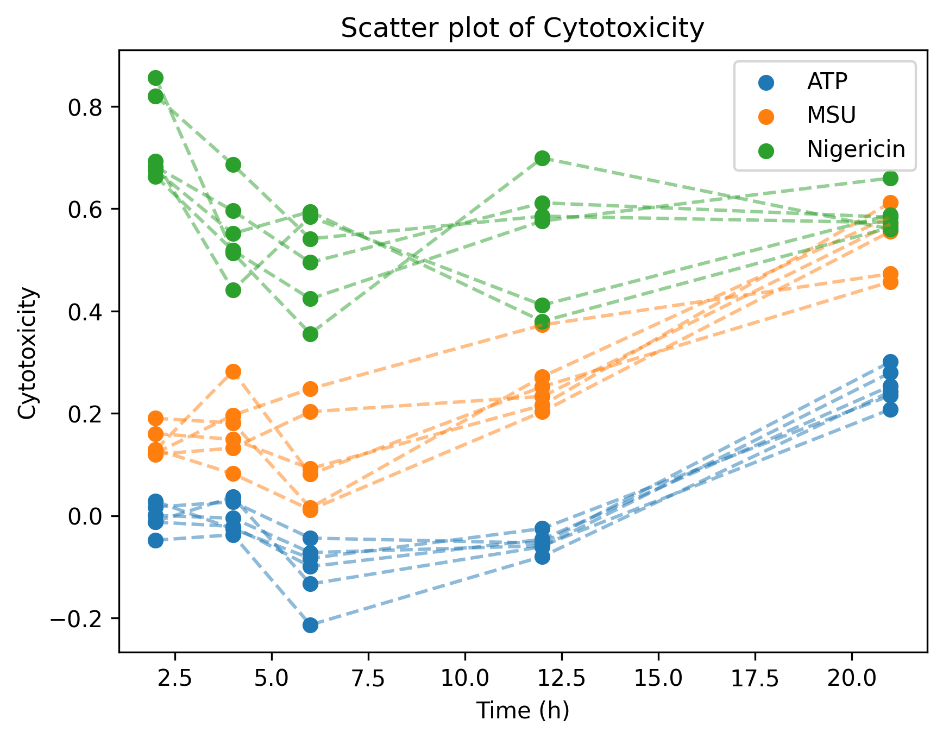 Scatter plot of Cytotoxicity
ATP
MSU
Nigericin
Cytotoxicity
0.8
0.6
0.4
0.2
0.0
−0.2
2.5 5.0 7.5 10.0 12.5 15.0 17.5 20.0
Time (h)